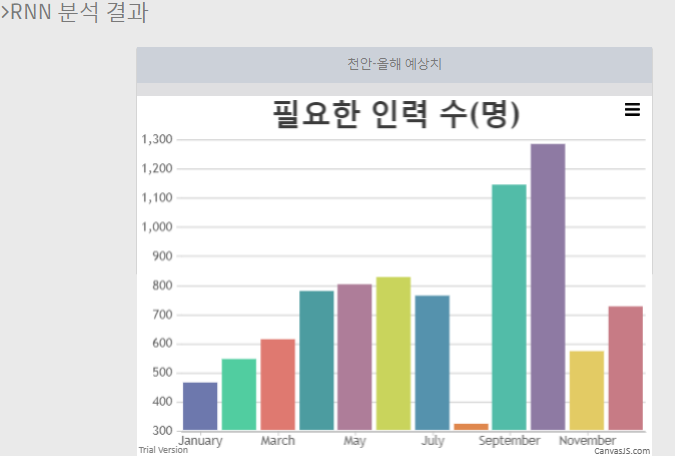 >RNN 분석 결과
천안-올해 예상치
필요한 인력 수(명)
1,300
1,200
1,100
1,000
900
800
700
600
500
400
300
January March May July September November
Trial Version
CanvasJS.com